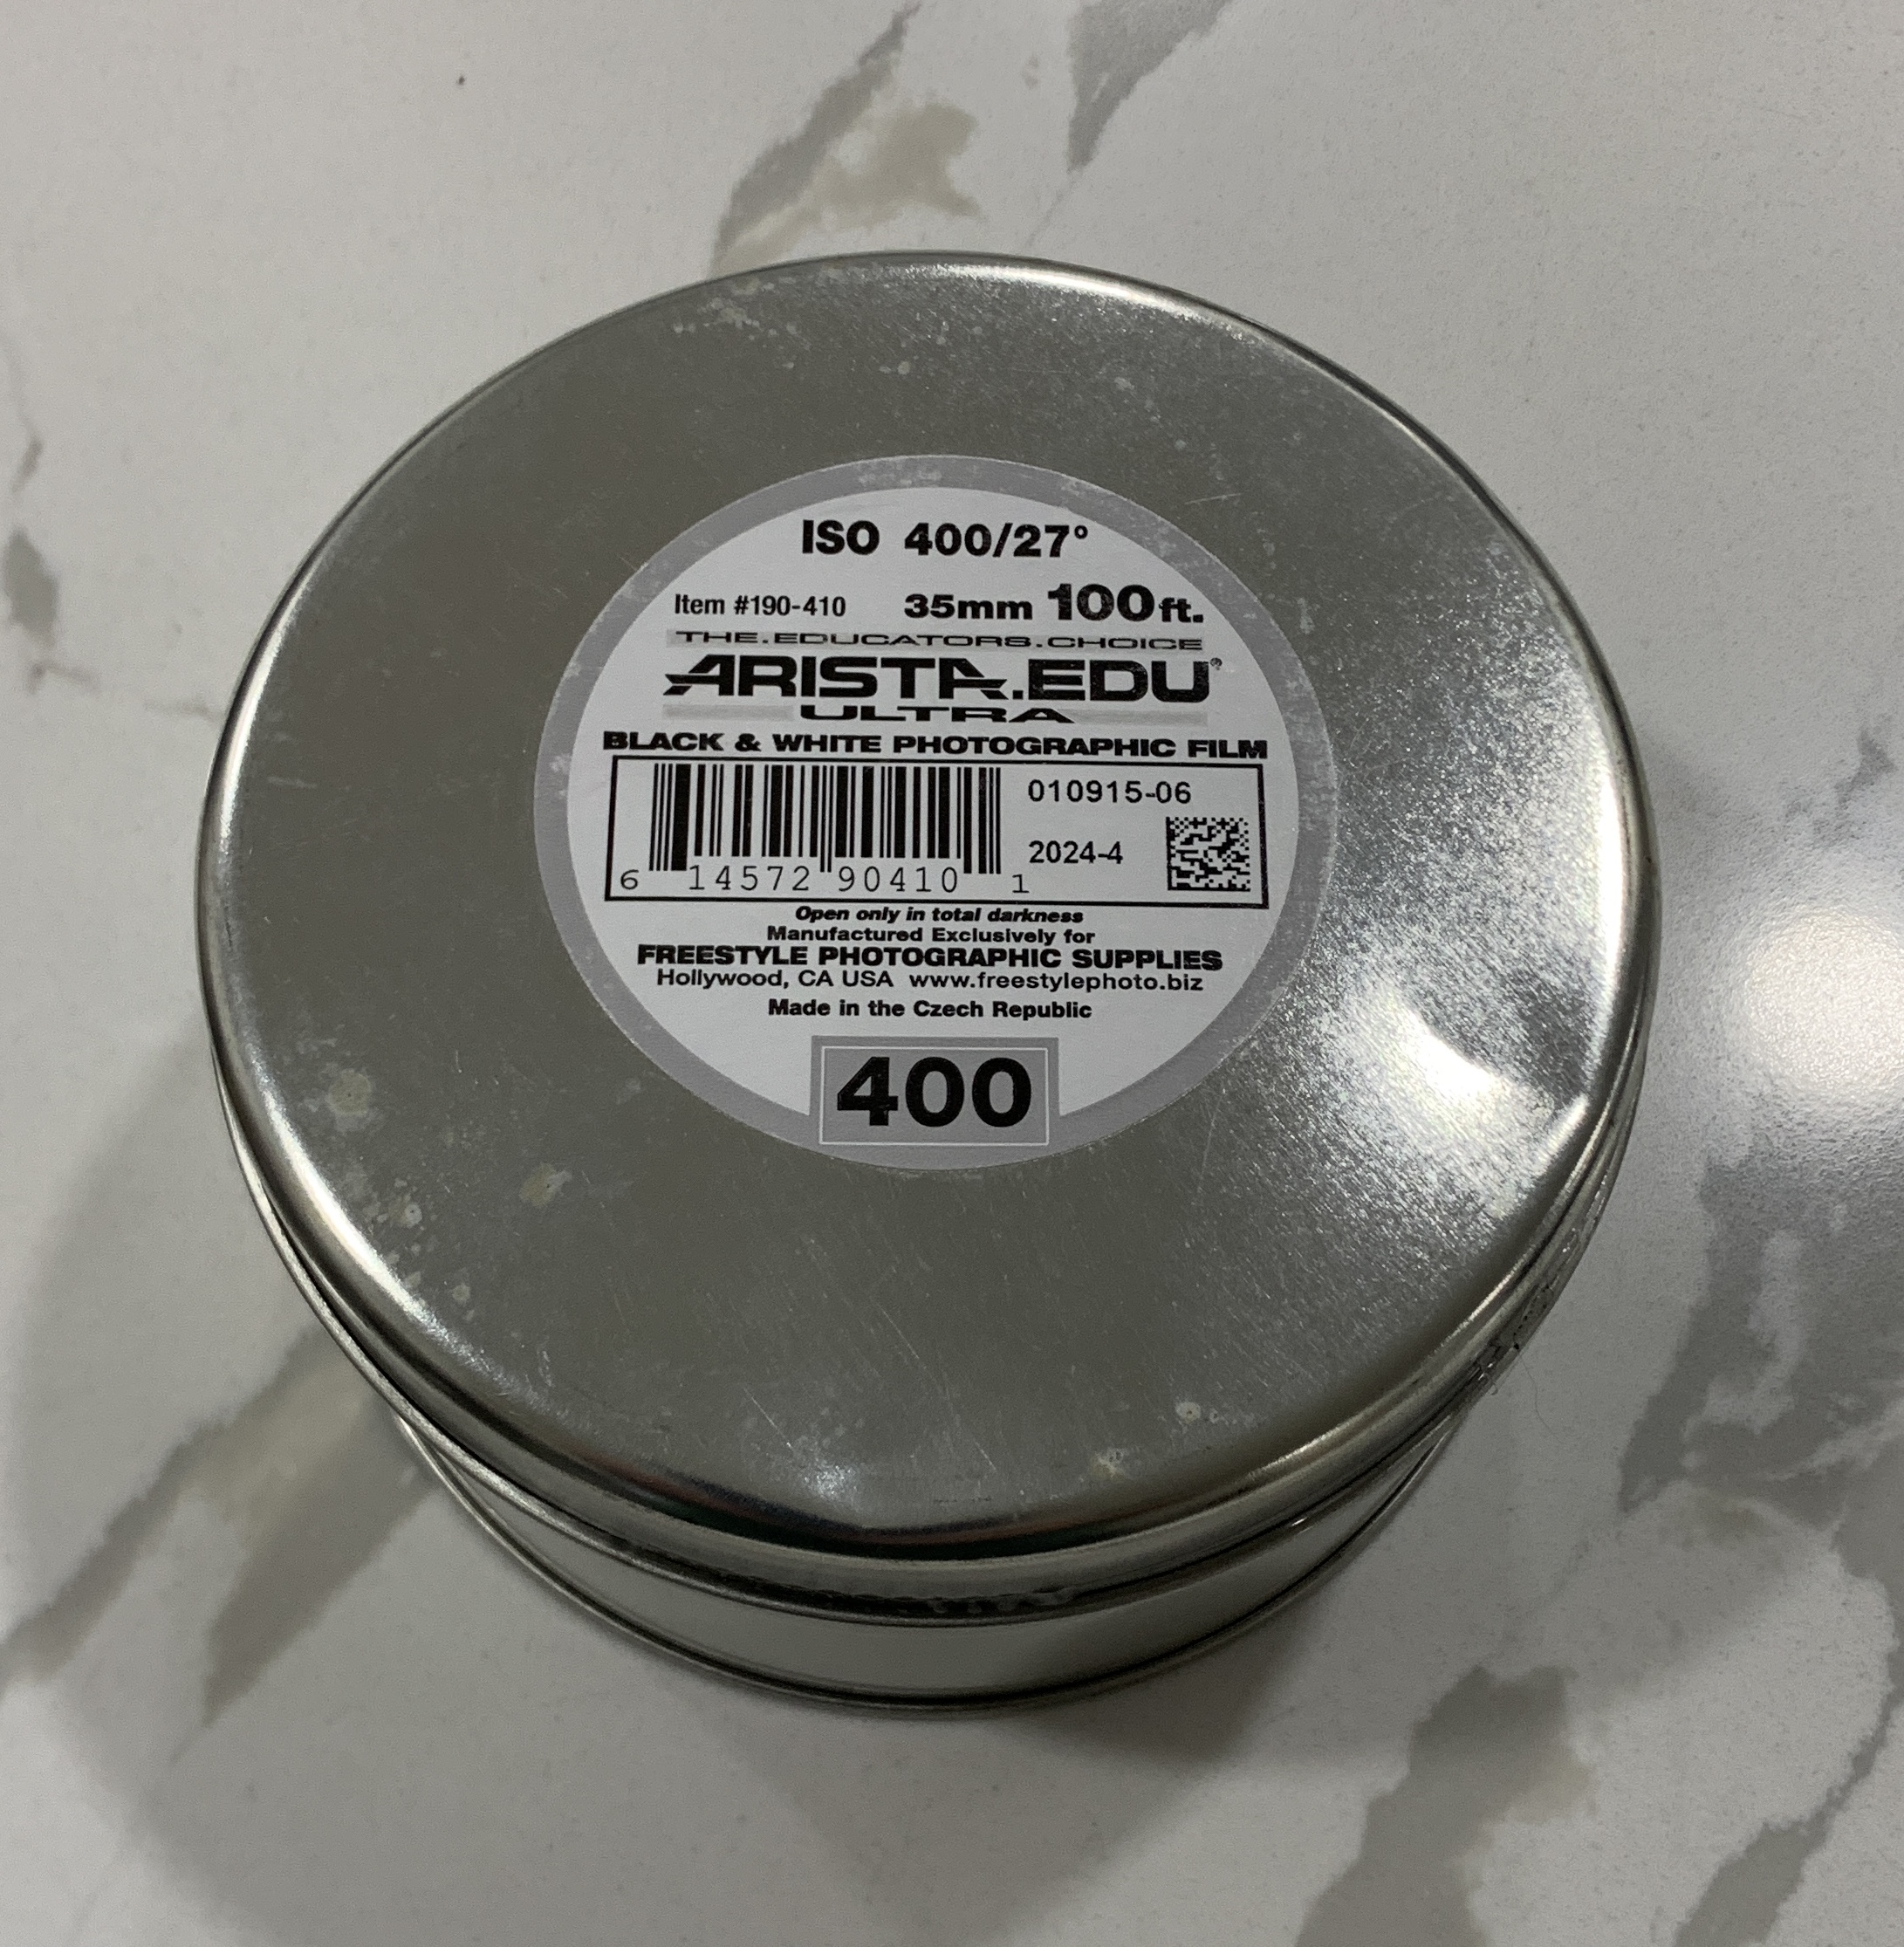 ISO 400/27°
Item #190-410 35mm 100ft.
THE.EDUCATORS.CHOICE
ARISTA.EDU®
ULTRA
BLACK & WHITE PHOTOGRAPHIC FILM
010915-06
2024-4
6 14572 90410 1
Open only in total darkness
Manufactured Exclusively for
FREESTYLE PHOTOGRAPHIC SUPPLIES
Hollywood, CA USA www.freestylephoto.biz
Made in the Czech Republic
400